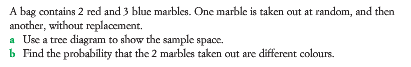 A bag contains 2 red and 3 blue marbles. One marble is taken out at random, and then
another, without replacement.
a Use a tree diagram to show the sample space.
b Find the probability that the 2 marbles taken out are different colours.